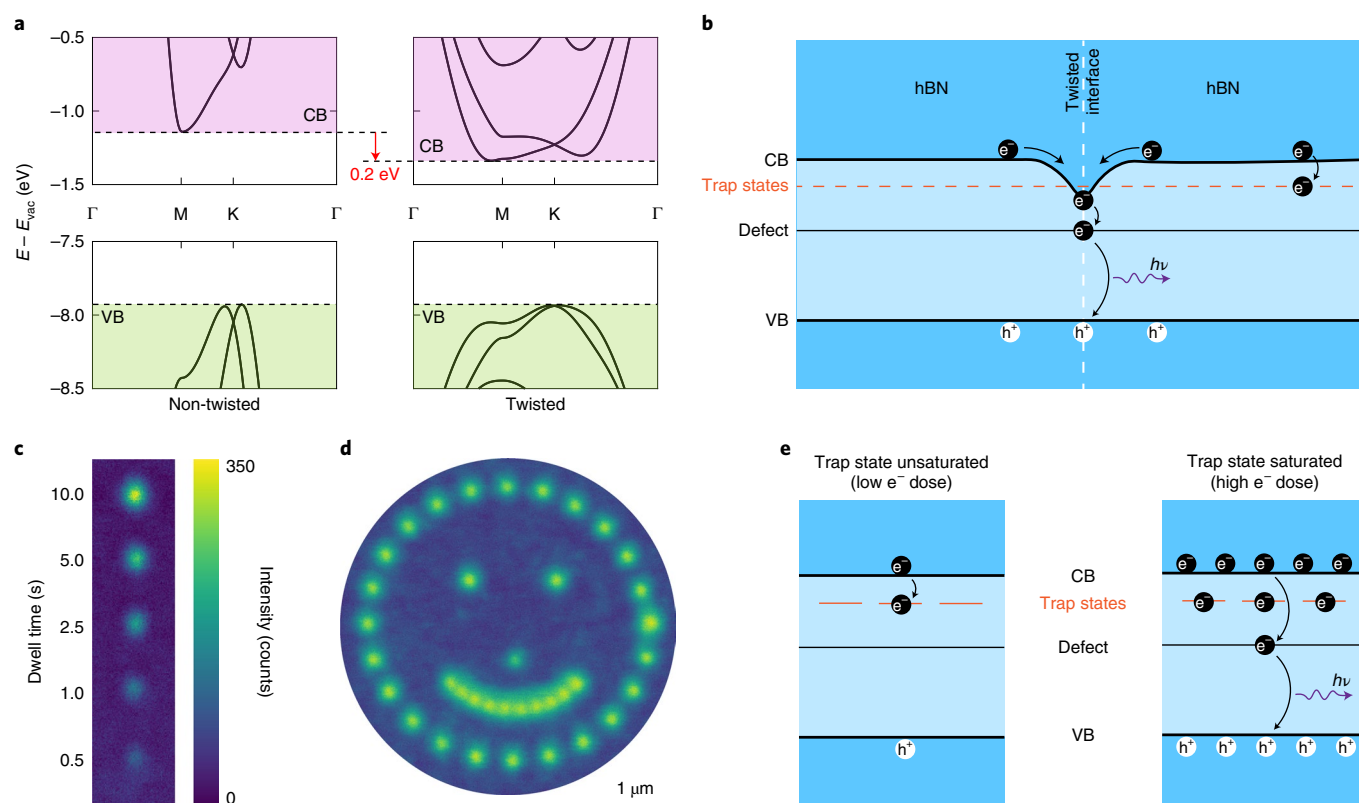 a
−0.5
−1.0
−1.5
CB
CB
0.2 eV
Γ
M
K
Γ
Γ
M
K
Γ
E − Evac (eV)
−7.5
−8.0
−8.5
VB
VB
Non-twisted
Twisted
b
hBN
Twisted
interface
hBN
CB
Trap states
Defect
VB
e−
e−
e−
e−
e−
e−
hν
h+
h+
h+
c
10.0
5.0
2.5
1.0
0.5
Dwell time (s)
350
0
Intensity (counts)
d
1 μm
e
Trap state unsaturated
(low e− dose)
Trap state saturated
(high e− dose)
CB
Trap states
Defect
VB
e−
e−
h+
e−
e−
e−
e−
e−
e−
e−
e−
e−
hν
h+
h+
h+
h+
h+